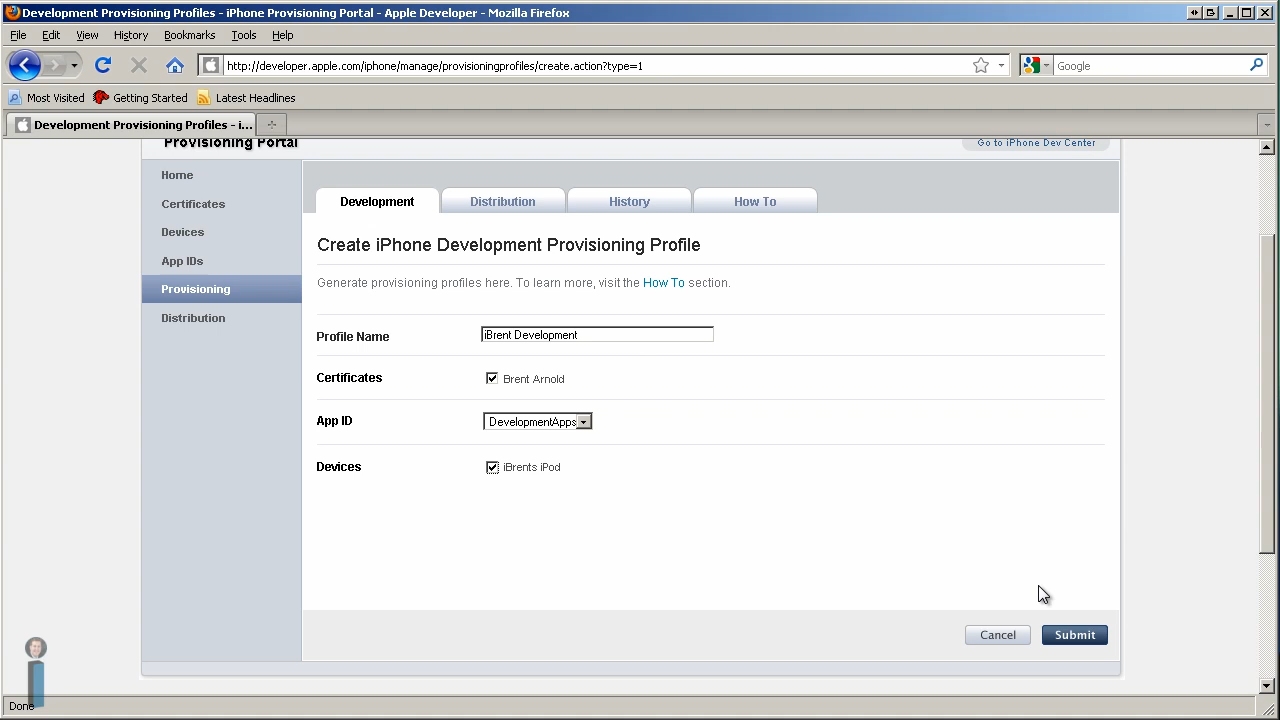 Development Provisioning Profiles - iPhone Provisioning Portal - Apple Developer - Mozilla Firefox
File Edit View History Bookmarks Tools Help
http://developer.apple.com/iphone/manage/provisioningprofiles/create.action?type=1
Google
Most Visited Getting Started Latest Headlines
Development Provisioning Profiles - i...
Provisioning Portal
Go to iPhone Dev Center
Home
Certificates
Devices
App IDs
Provisioning
Distribution
Development Distribution History How To
Create iPhone Development Provisioning Profile
Generate provisioning profiles here. To learn more, visit the How To section.
Profile Name iBrent Development
Certificates Brent Arnold
App ID DevelopmentApps
Devices iBrents iPod
Cancel Submit
Done